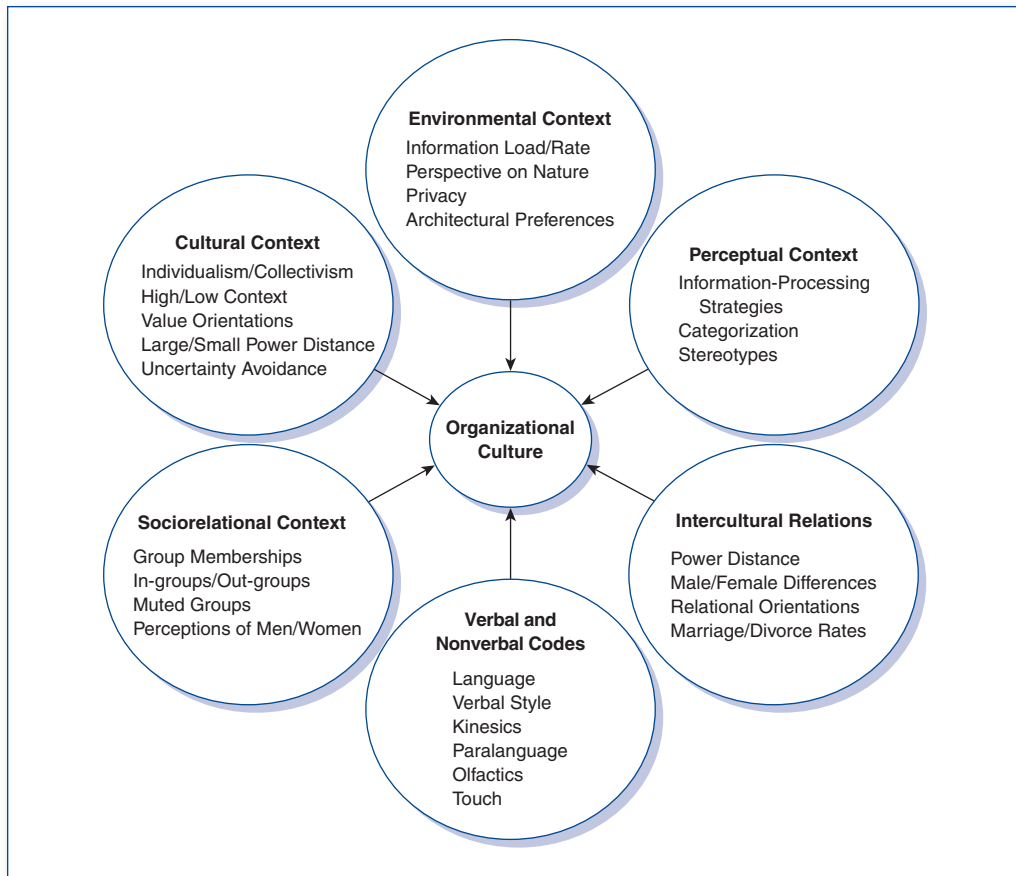 Environmental Context
Information Load/Rate
Perspective on Nature
Privacy
Architectural Preferences
Cultural Context
Individualism/Collectivism
High/Low Context
Value Orientations
Large/Small Power Distance
Uncertainty Avoidance
Perceptual Context
Information-Processing
Strategies
Categorization
Stereotypes
Organizational
Culture
Sociorelational Context
Group Memberships
In-groups/Out-groups
Muted Groups
Perceptions of Men/Women
Verbal and
Nonverbal Codes
Language
Verbal Style
Kinesics
Paralanguage
Olfactics
Touch
Intercultural Relations
Power Distance
Male/Female Differences
Relational Orientations
Marriage/Divorce Rates